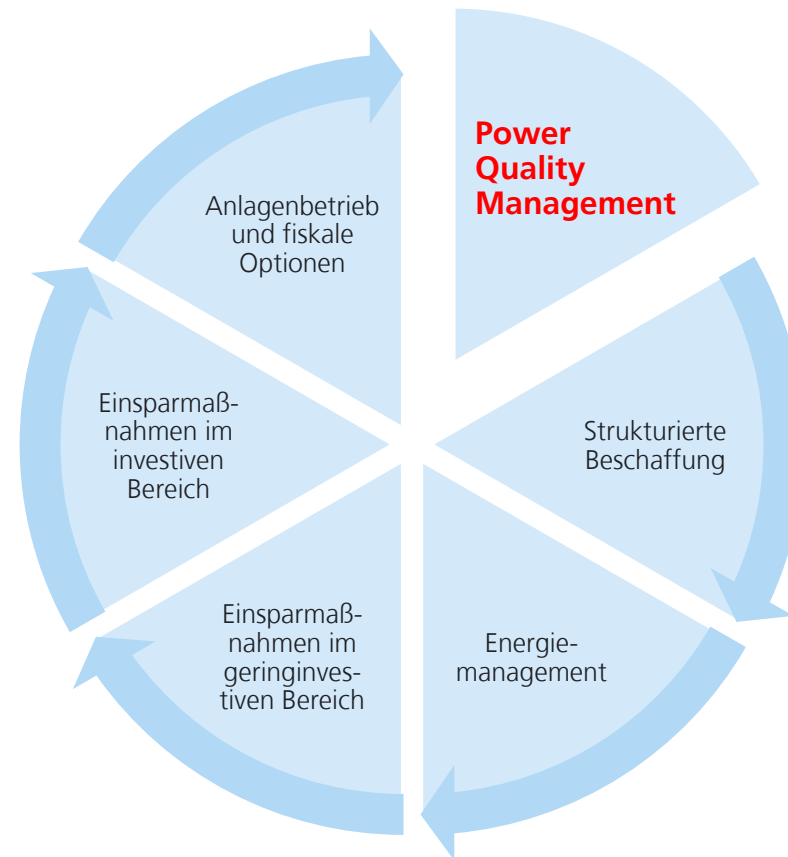 Power
Quality
Management
Strukturierte
Beschaffung
Energie-
management
Einsparmaß-
nahmen im
geringinves-
tiven Bereich
Einsparmaß-
nahmen im
investiven
Bereich
Anlagenbetrieb
und fiskale
Optionen